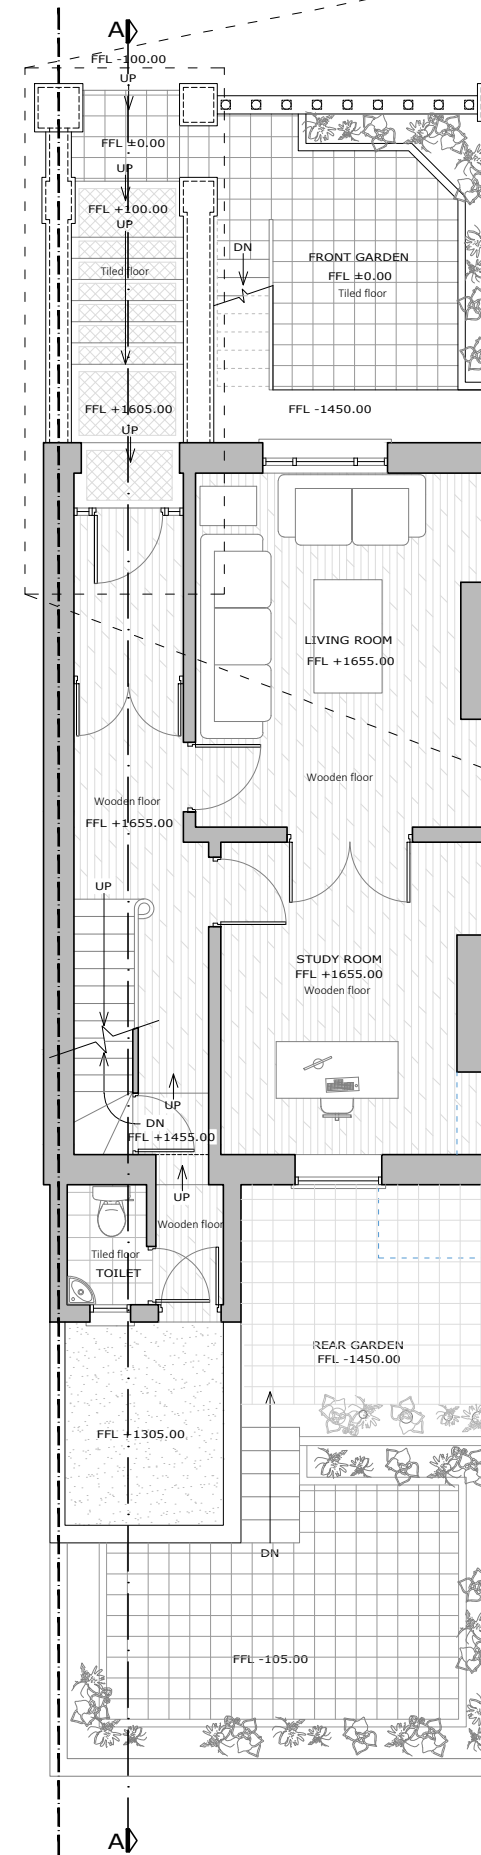 A
FFL -100.00
UP
FFL ±0.00
UP
FFL +100.00
UP
Tiled floor
DN
FRONT GARDEN
FFL ±0.00
Tiled floor
FFL +1605.00
FFL -1450.00
UP
LIVING ROOM
FFL +1655.00
Wooden floor
Wooden floor
FFL +1655.00
UP
STUDY ROOM
FFL +1655.00
Wooden floor
UP
DN
FFL +1455.00
UP
Wooden floor
Tiled floor
TOILET
REAR GARDEN
FFL -1450.00
FFL +1305.00
DN
FFL -105.00
A